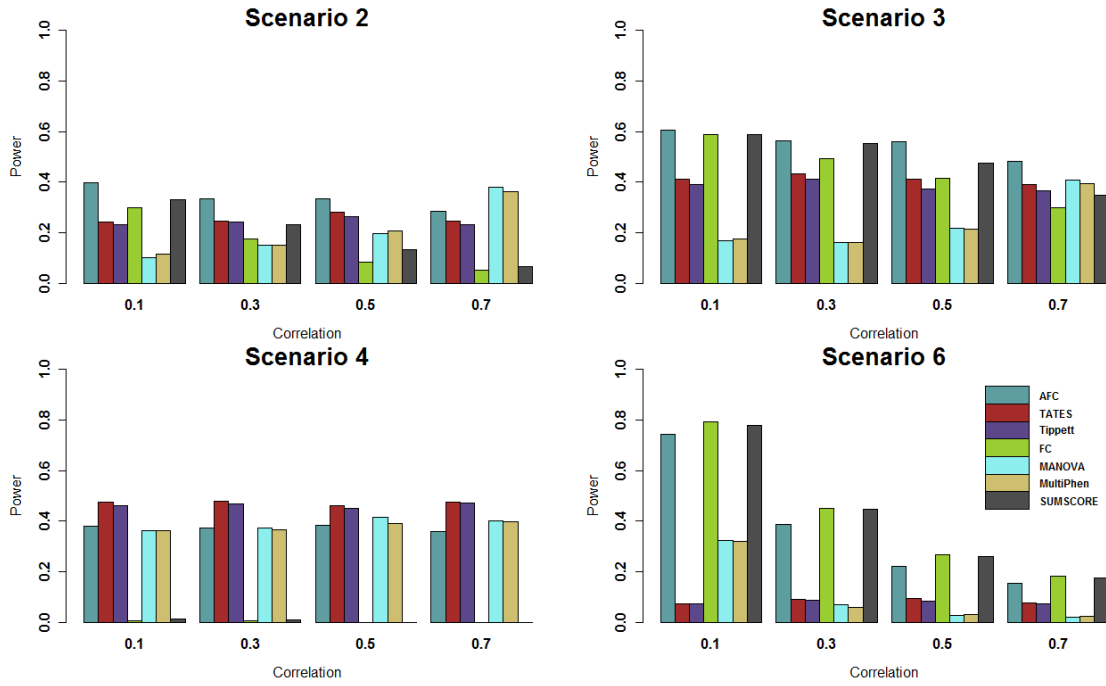 Scenario 2
Power
0.0 0.2 0.4 0.6 0.8 1.0
0.1 0.3 0.5 0.7
Correlation
Scenario 3
Power
0.0 0.2 0.4 0.6 0.8 1.0
0.1 0.3 0.5 0.7
Correlation
Scenario 4
Power
0.0 0.2 0.4 0.6 0.8 1.0
0.1 0.3 0.5 0.7
Correlation
Scenario 6
Power
0.0 0.2 0.4 0.6 0.8 1.0
AFC
TATES
Tippett
FC
MANOVA
MultiPhen
SUMSCORE
0.1 0.3 0.5 0.7
Correlation